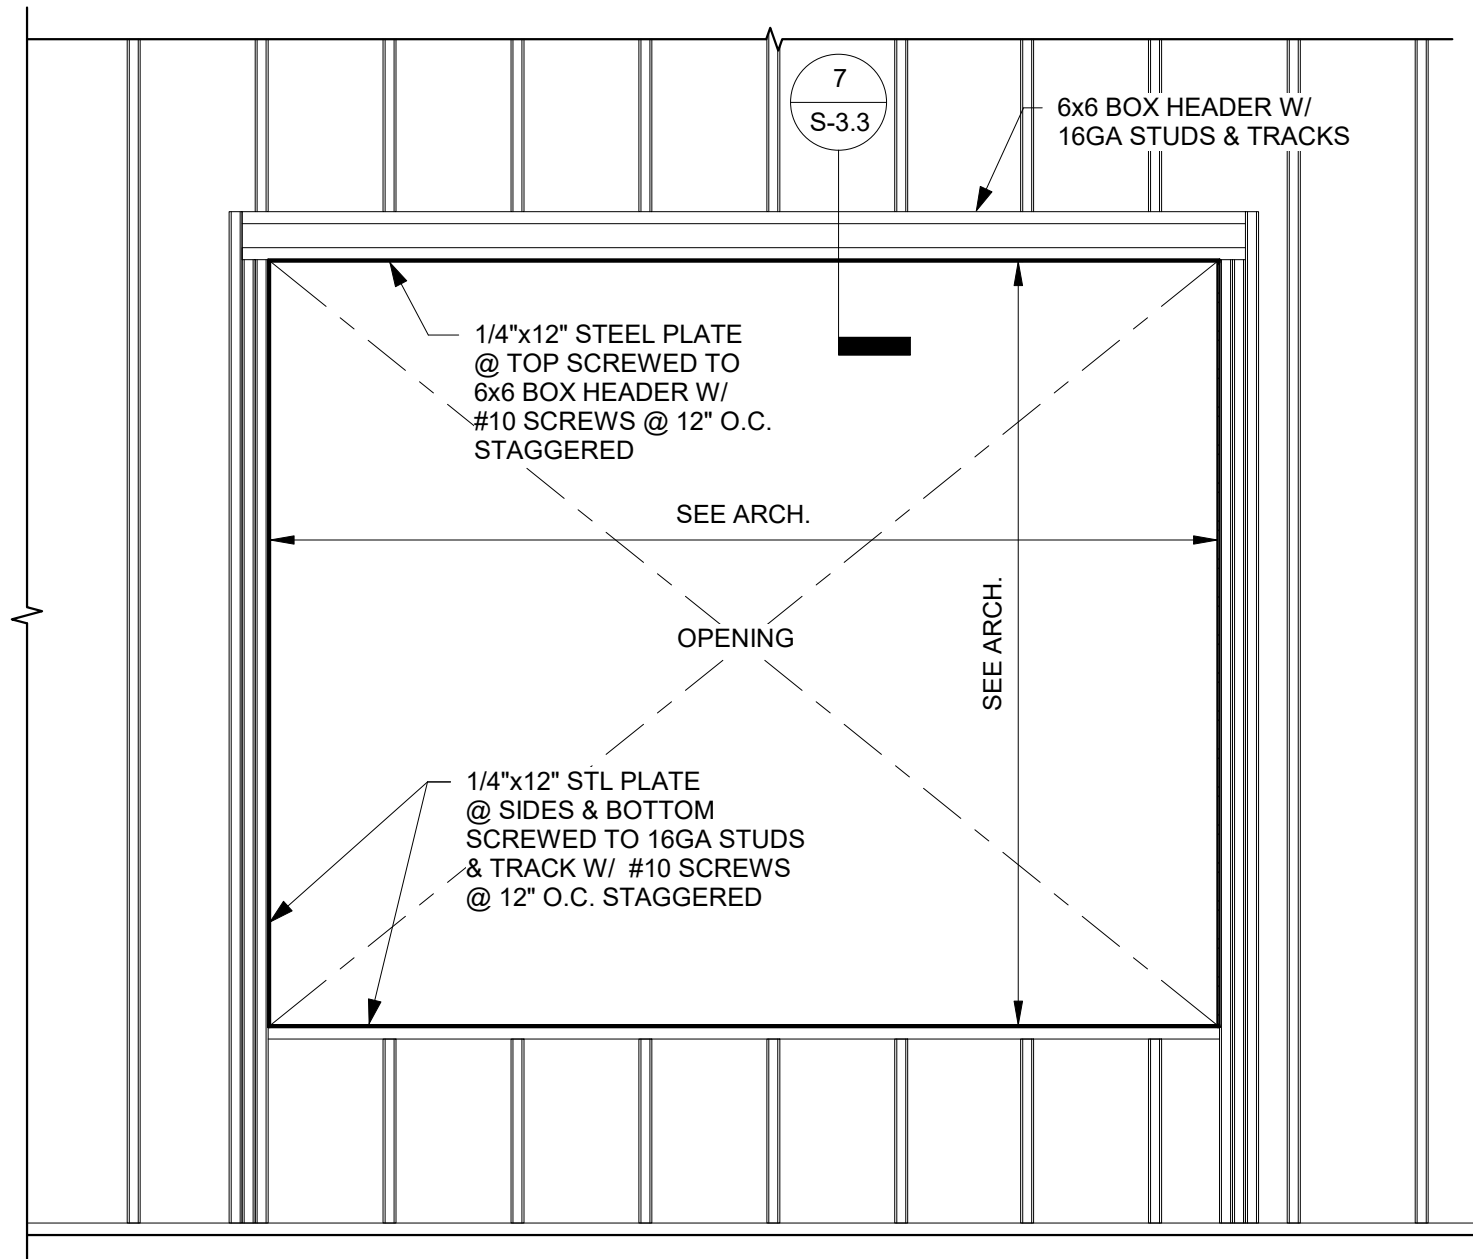 7
S-3.3
6x6 BOX HEADER W/
16GA STUDS & TRACKS
1/4"x12" STEEL PLATE
@ TOP SCREWED TO
6x6 BOX HEADER W/
#10 SCREWS @ 12" O.C.
STAGGERED
SEE ARCH.
SEE ARCH.
OPENING
1/4"x12" STL PLATE
@ SIDES & BOTTOM
SCREWED TO 16GA STUDS
& TRACK W/ #10 SCREWS
@ 12" O.C. STAGGERED